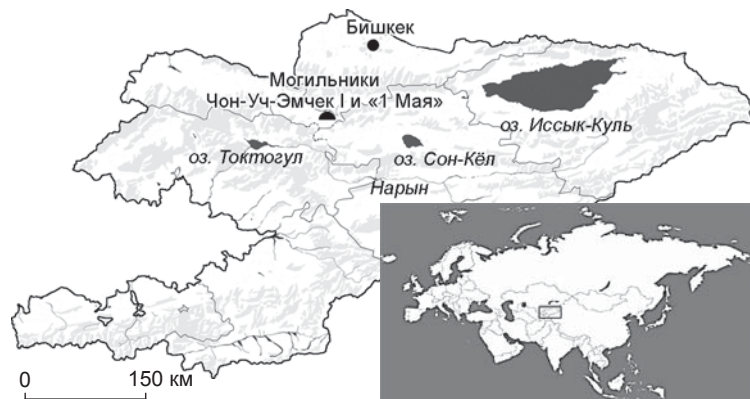 Бишкек
Могильники
Чон-Уч-Эмчек I и «1 Мая»
оз. Иссык-Куль
оз. Токтогул
оз. Сон-Кёл
Нарын
0
150 км